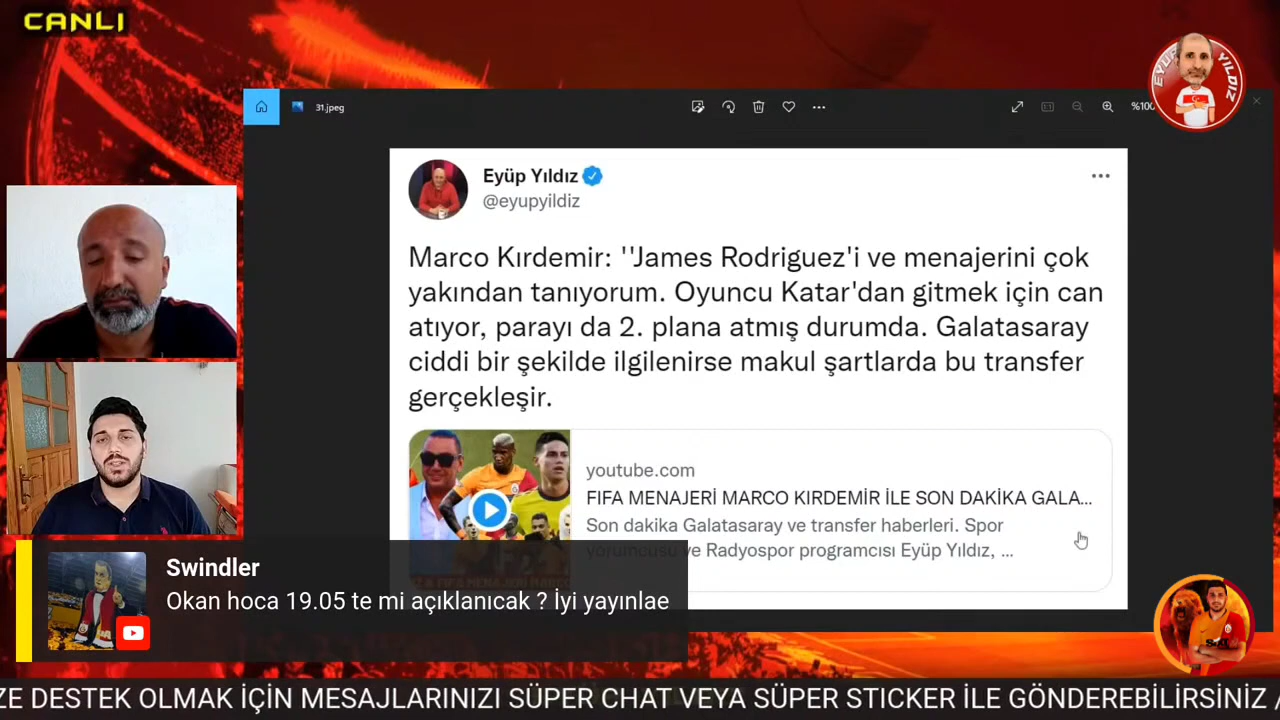 CANLI
31.jpeg
%100
EYÜP YILDIZ
Eyüp Yıldız
@eyupyildiz
Marco Kırdemir: ''James Rodriguez'i ve menajerini çok
yakından tanıyorum. Oyuncu Katar'dan gitmek için can
atıyor, parayı da 2. plana atmış durumda. Galatasaray
ciddi bir şekilde ilgilenirse makul şartlarda bu transfer
gerçekleşir.
youtube.com
FIFA MENAJERİ MARCO KIRDEMİR İLE SON DAKİKA GALA...
Son dakika Galatasaray ve transfer haberleri. Spor
yorumcusu ve Radyospor programcısı Eyüp Yıldız, ...
Swindler
Okan hoca 19.05 te mi açıklanıcak ? İyi yayınlae
ZE DESTEK OLMAK İÇİN MESAJLARINIZI SÜPER CHAT VEYA SÜPER STICKER İLE GÖNDEREBİLİRSİNİZ /